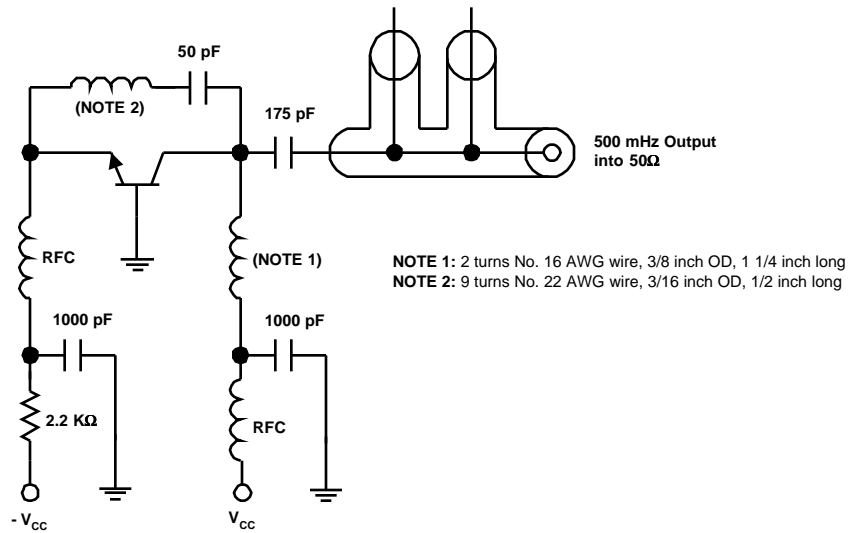 50 pF
(NOTE 2)
175 pF
500 mHz Output
into 50Ω
RFC
(NOTE 1)
NOTE 1: 2 turns No. 16 AWG wire, 3/8 inch OD, 1 1/4 inch long
NOTE 2: 9 turns No. 22 AWG wire, 3/16 inch OD, 1/2 inch long
1000 pF
1000 pF
2.2 KΩ
RFC
- VCC
VCC